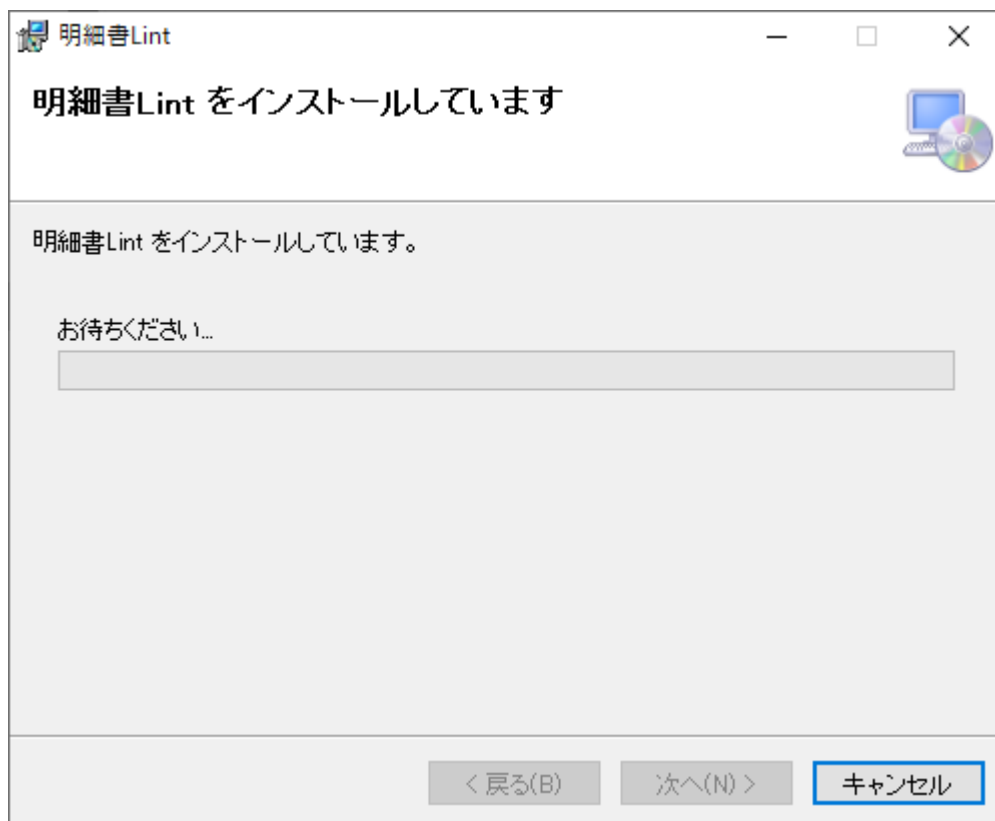 明細書Lint
明細書Lint をインストールしています
明細書Lint をインストールしています。
お待ちください...
< 戻る(B)
次へ(N) >
キャンセル